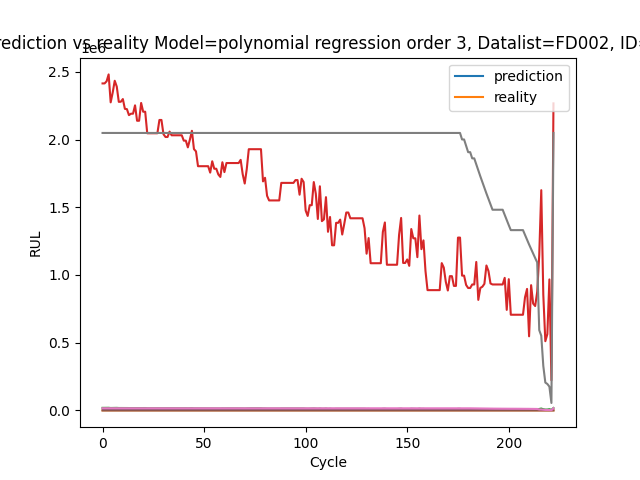 rediction vs reality Model=polynomial regression order 3, Datalist=FD002, ID=
1e6
2.5
2.0
1.5
1.0
0.5
0.0
RUL
0
50
100
150
200
Cycle
prediction
reality